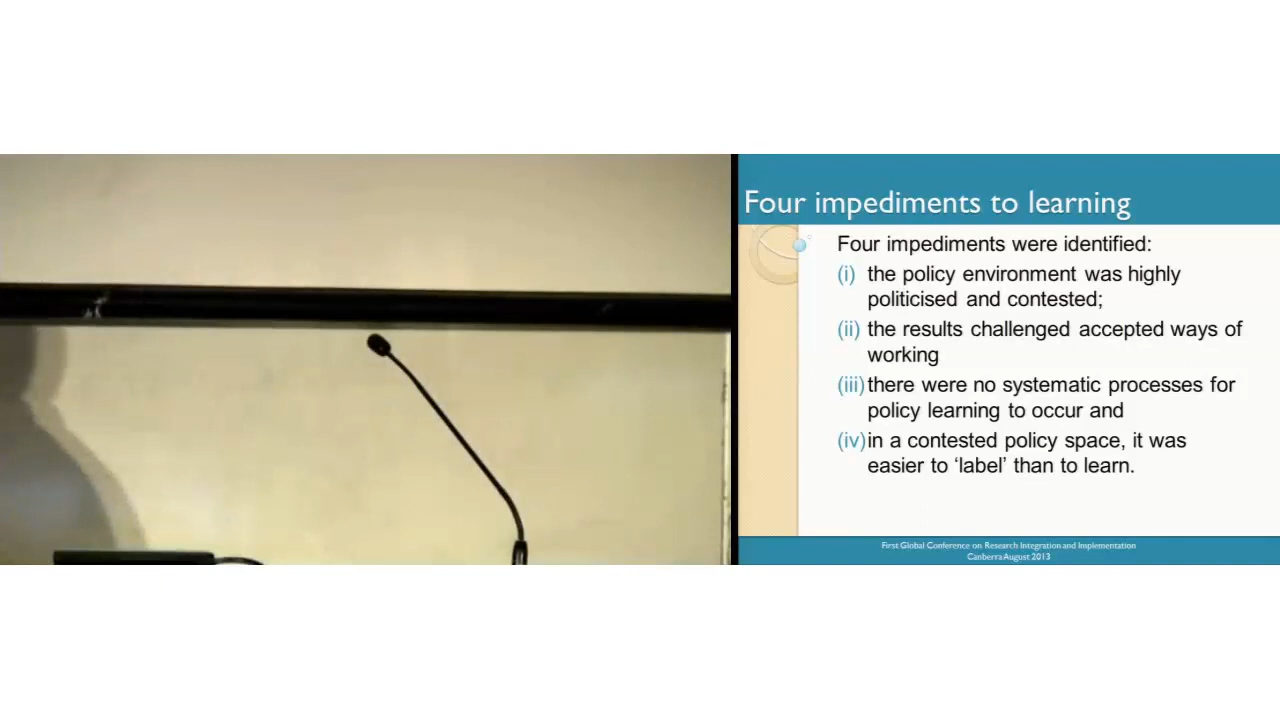 Four impediments to learning
Four impediments were identified:
(i) the policy environment was highly
politicised and contested;
(ii) the results challenged accepted ways of
working
(iii) there were no systematic processes for
policy learning to occur and
(iv) in a contested policy space, it was
easier to ‘label’ than to learn.
First Global Conference on Research Integration and Implementation
Canberra August 2013